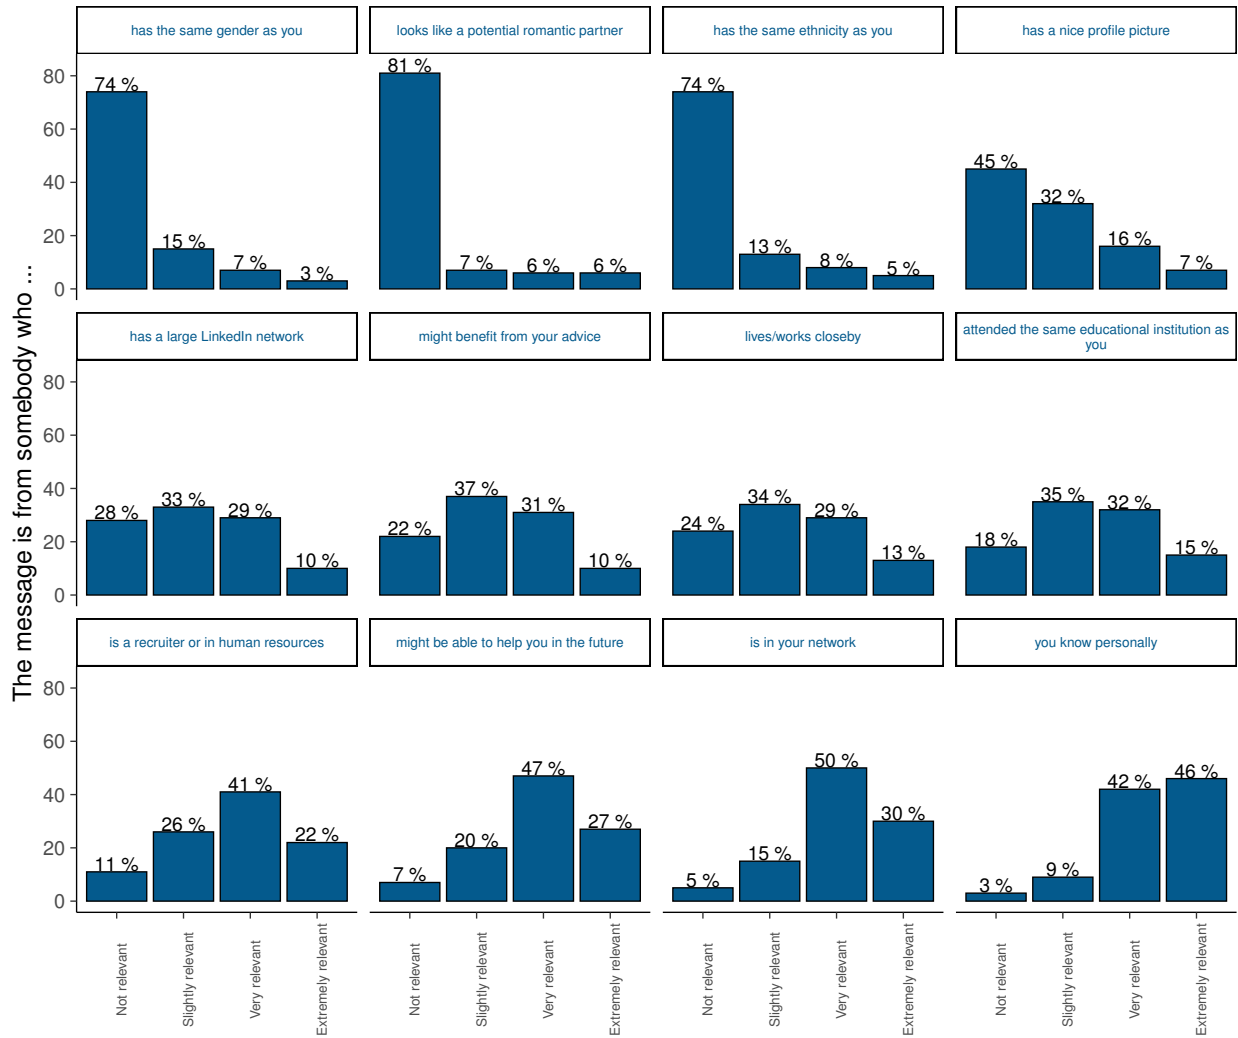 has the same gender as you
looks like a potential romantic partner
has the same ethnicity as you
has a nice profile picture
80
60
40
20
0
74 %
15 %
7 %
3 %
81 %
7 %
6 %
6 %
74 %
13 %
8 %
5 %
45 %
32 %
16 %
7 %
The message is from somebody who ...
has a large LinkedIn network
might benefit from your advice
lives/works closeby
attended the same educational institution as
you
80
60
40
20
0
28 %
33 %
29 %
10 %
22 %
37 %
31 %
10 %
24 %
34 %
29 %
13 %
18 %
35 %
32 %
15 %
is a recruiter or in human resources
might be able to help you in the future
is in your network
you know personally
80
60
40
20
0
11 %
26 %
41 %
22 %
7 %
20 %
47 %
27 %
5 %
15 %
50 %
30 %
3 %
9 %
42 %
46 %
Not relevant
Slightly relevant
Very relevant
Extremely relevant
Not relevant
Slightly relevant
Very relevant
Extremely relevant
Not relevant
Slightly relevant
Very relevant
Extremely relevant
Not relevant
Slightly relevant
Very relevant
Extremely relevant